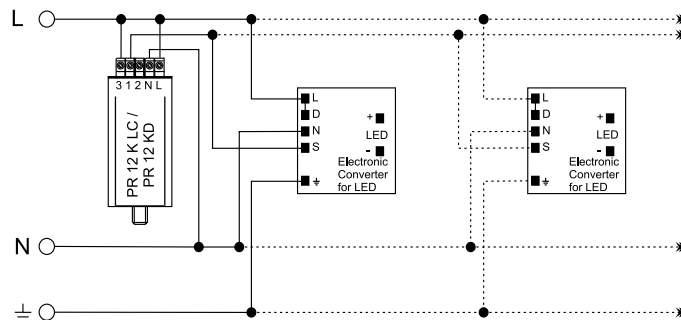 L
3 1 2 N L
PR 12 K LC /
PR 12 KD
L
D
N
S
+
LED
-
Electronic
Converter
for LED
L
D
N
S
+
LED
-
Electronic
Converter
for LED
N